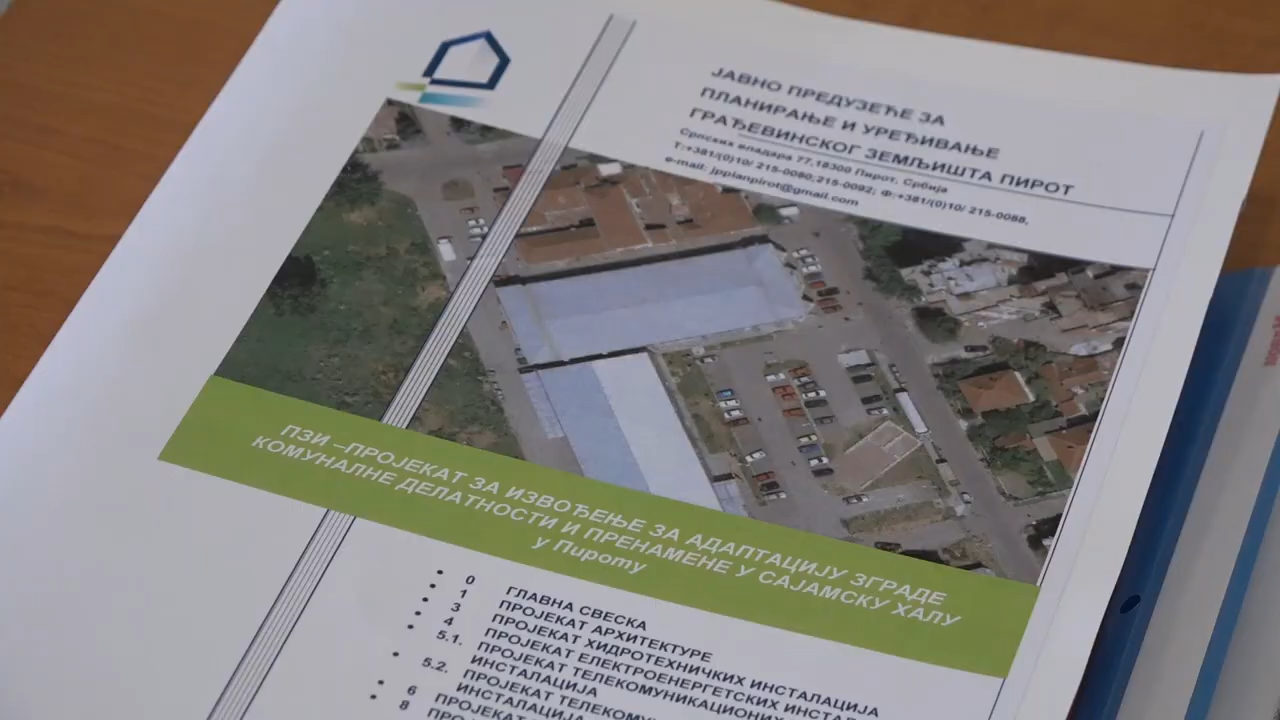 ЈАВНО ПРЕДУЗЕЋЕ ЗА
ПЛАНИРАЊЕ И УРЕЂИВАЊЕ
ГРАЂЕВИНСКОГ ЗЕМЉИШТА ПИРОТ
Српских владара 77,18300 Пирот, Србија
Т:+381/(0)10/ 215-0080;215-0092; Ф:+381/(0)10/ 215-0088,
e-mail: jpplanpirot@gmail.com
ПЗИ –ПРОЈЕКАТ ЗА ИЗВОЂЕЊЕ ЗА АДАПТАЦИЈУ ЗГРАДЕ
КОМУНАЛНЕ ДЕЛАТНОСТИ И ПРЕНАМЕНЕ У САЈАМСКУ ХАЛУ
у Пироту
• 0 ГЛАВНА СВЕСКА
• 1 ПРОЈЕКАТ АРХИТЕКТУРЕ
• 3 ПРОЈЕКАТ ХИДРОТЕХНИЧКИХ ИНСТАЛАЦИЈА
• 4 ПРОЈЕКАТ ЕЛЕКТРОЕНЕРГЕТСКИХ
• 5.1. ПРОЈЕКАТ ТЕЛЕКОМУНИКАЦИОНИХ
ИНСТАЛАЦИЈА
• 5.2. ПРОЈЕКАТ
ИНСТАЛАЦИЈА
• 6
• 8